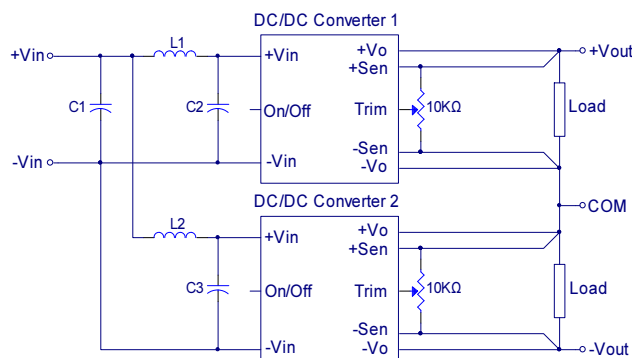 DC/DC Converter 1
+Vin
L1
+Vin
+Vo
+Vout
+Sen
C1
C2
On/Off
Trim
10KΩ
Load
-Vin
-Vin
-Sen
-Vo
COM
DC/DC Converter 2
L2
+Vin
+Vo
+Sen
C3
On/Off
Trim
10KΩ
Load
-Vin
-Sen
-Vo
-Vout